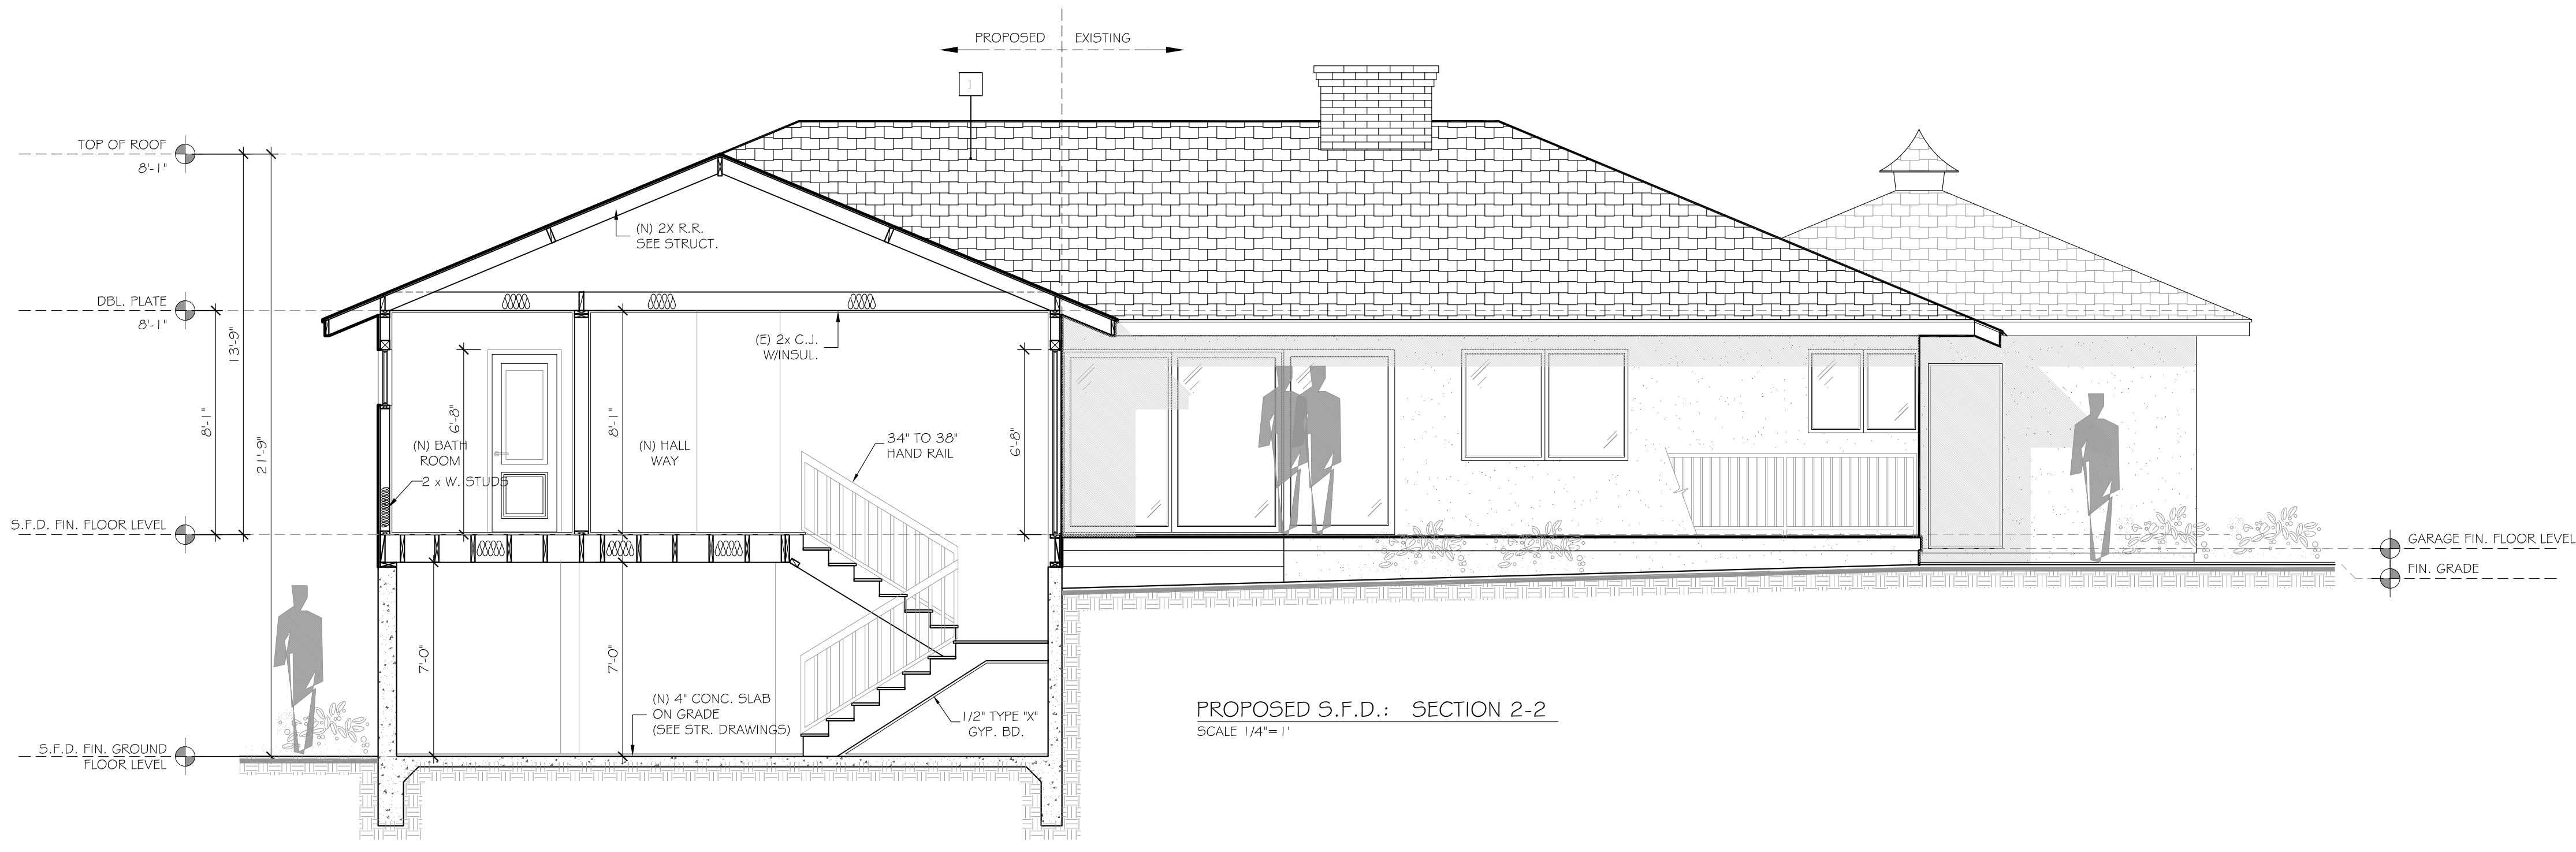 PROPOSED EXISTING
1
TOP OF ROOF
8'-1"
(N) 2X R.R.
SEE STRUCT.
DBL. PLATE
8'-1"
13'-9"
8'-1"
21'-9"
(E) 2x C.J.
W/INSUL.
6'-8"
8'-1"
6'-8"
(N) BATH
ROOM
(N) HALL
WAY
34" TO 38"
HAND RAIL
2 x W. STUDS
S.F.D. FIN. FLOOR LEVEL
GARAGE FIN. FLOOR LEVEL
FIN. GRADE
7'-0"
7'-0"
(N) 4" CONC. SLAB
ON GRADE
(SEE STR. DRAWINGS)
1/2" TYPE "X"
GYP. BD.
PROPOSED S.F.D.: SECTION 2-2
SCALE 1/4"=1'
S.F.D. FIN. GROUND
FLOOR LEVEL